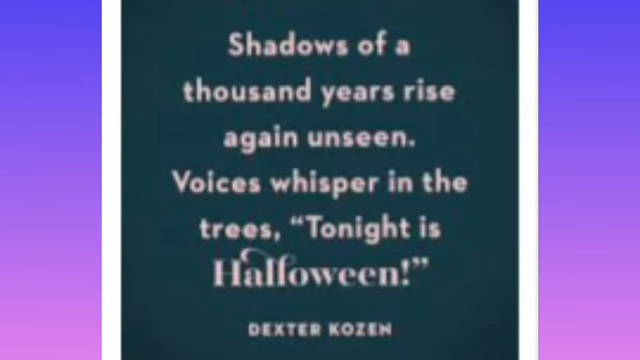 Shadows of a
thousand years rise
again unseen.
Voices whisper in the
trees, “Tonight is
Halloween!”
DEXTER KOZEN